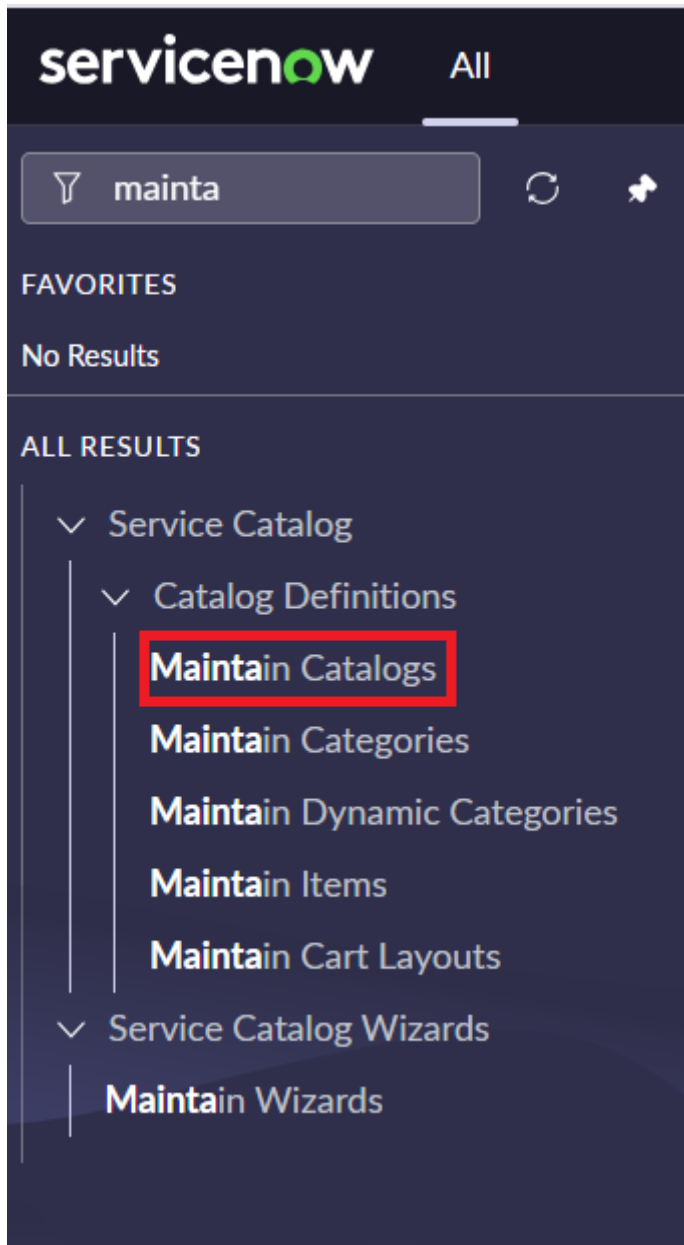 servicenow All
mainta
FAVORITES
No Results
ALL RESULTS
Service Catalog
Catalog Definitions
Maintain Catalogs
Maintain Categories
Maintain Dynamic Categories
Maintain Items
Maintain Cart Layouts
Service Catalog Wizards
Maintain Wizards